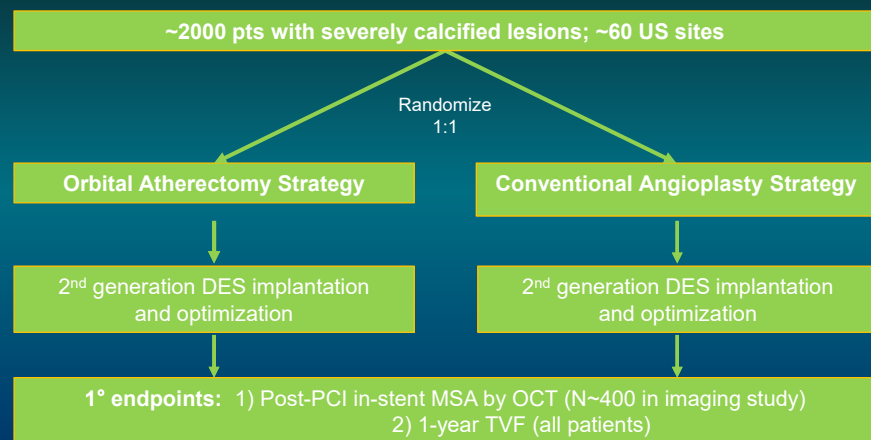 ~2000 pts with severely calcified lesions; ~60 US sites
Randomize
1:1
Orbital Atherectomy Strategy
Conventional Angioplasty Strategy
2nd generation DES implantation
and optimization
2nd generation DES implantation
and optimization
1° endpoints: 1) Post-PCI in-stent MSA by OCT (N~400 in imaging study)
2) 1-year TVF (all patients)